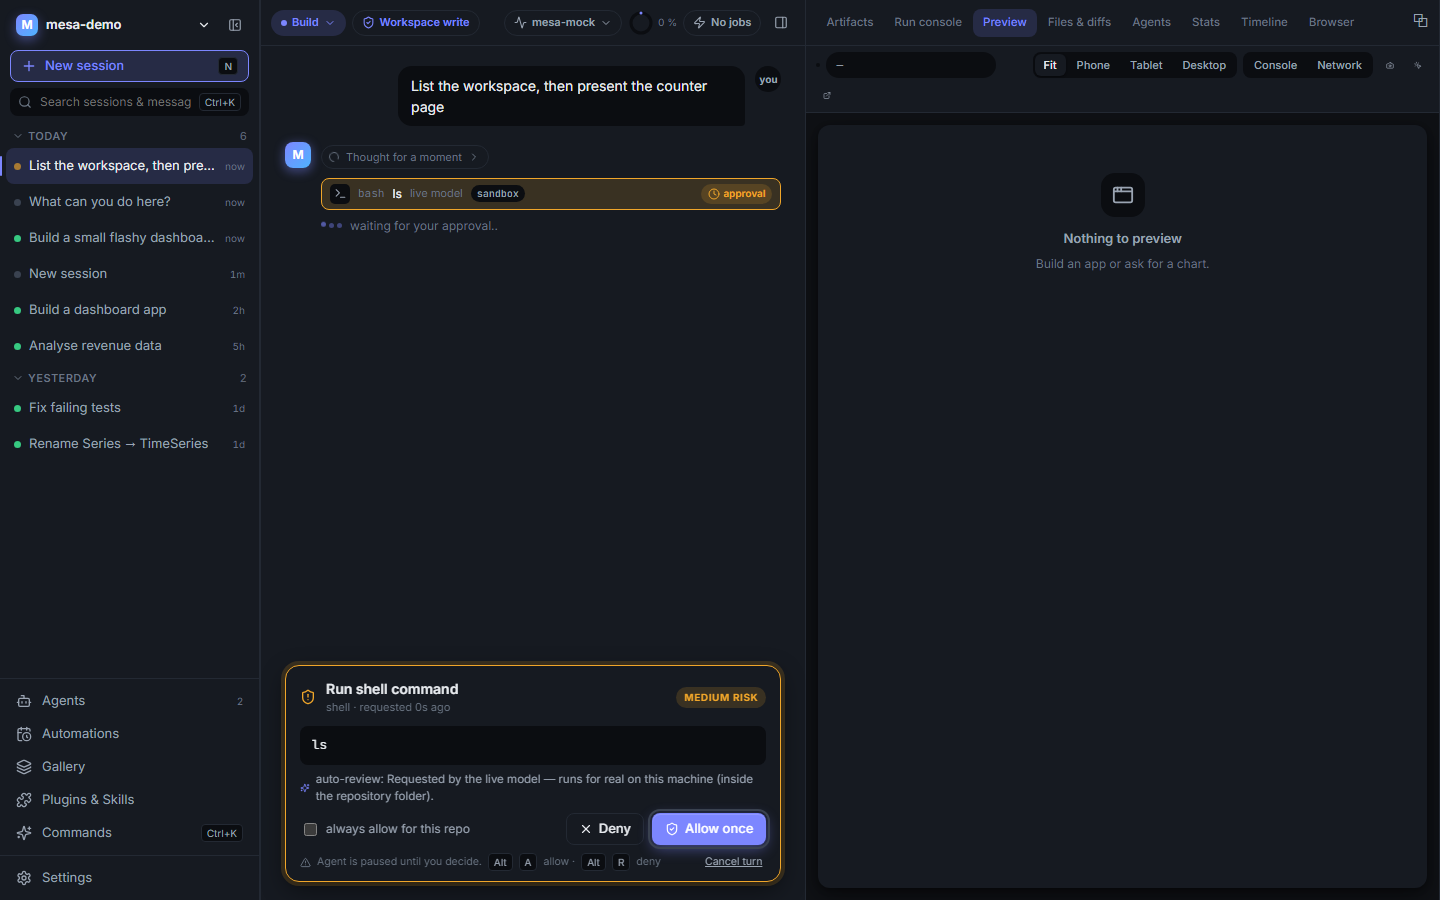 mesa-demo
New session N
Search sessions & messag Ctrl+K
TODAY 6
List the workspace, then pre... now
What can you do here? now
Build a small flashy dashboa... now
New session 1m
Build a dashboard app 2h
Analyse revenue data 5h
YESTERDAY 2
Fix failing tests 1d
Rename Series → TimeSeries 1d
Agents 2
Automations
Gallery
Plugins & Skills
Commands Ctrl+K
Settings
Build Workspace write mesa-mock 0 % No jobs
List the workspace, then present the counter
page
you
M
Thought for a moment
bash ls live model sandbox approval
waiting for your approval..
Run shell command
shell · requested 0s ago
MEDIUM RISK
ls
auto-review: Requested by the live model — runs for real on this machine (inside
the repository folder).
always allow for this repo Deny Allow once
Agent is paused until you decide. Alt A allow · Alt R deny Cancel turn
Artifacts Run console Preview Files & diffs Agents Stats Timeline Browser
– Fit Phone Tablet Desktop Console Network
Nothing to preview
Build an app or ask for a chart.